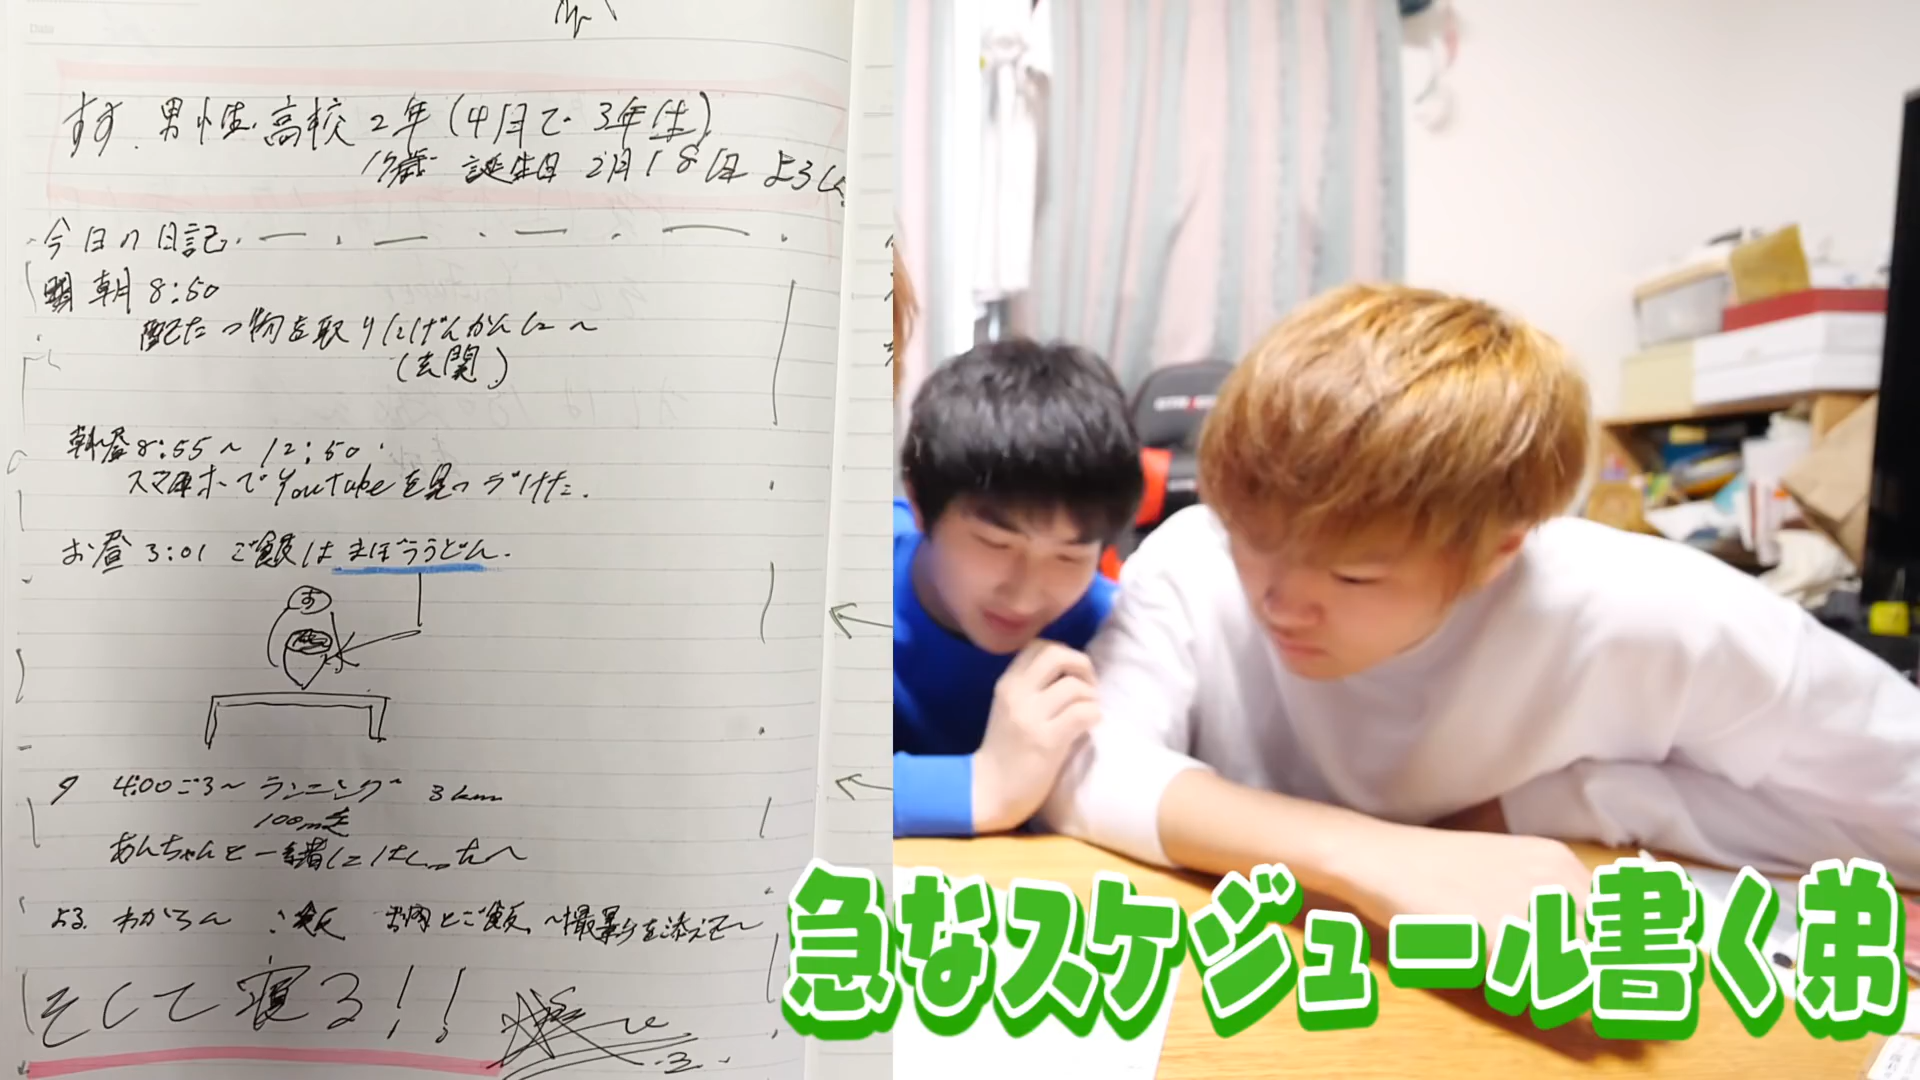 すす 男性 高校2年(4月で3年生)
17歳 誕生日 2月18日 よろしく
今日の日記
朝 8:50
配たつ物を取りにげんかんに〜
(玄関)
朝〜昼 8:55〜12:50
スマホでYouTubeを見つづけた.
お昼 3:01 ご飯はまぼううどん.
す
夕 4:00ごろ〜 ランニング 3km
100m走
あんちゃんと一緒にはしった〜
よる わからん ご飯 お肉とご飯 〜撮影を添えて〜
そして寝る!!
急なスケジュール書く弟